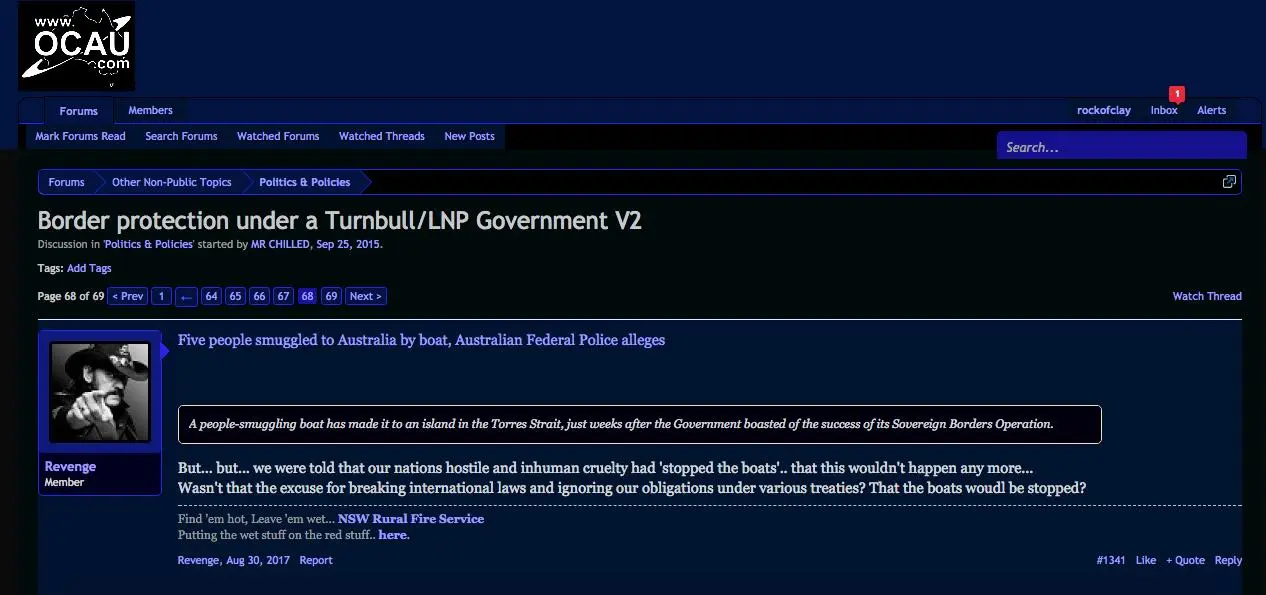 www.
OCAU
.com
Forums
Members
rockofclay
Inbox
1
Alerts
Mark Forums Read
Search Forums
Watched Forums
Watched Threads
New Posts
Search...
Forums
Other Non-Public Topics
Politics & Policies
Border protection under a Turnbull/LNP Government V2
Discussion in 'Politics & Policies' started by MR CHILLED, Sep 25, 2015.
Tags: Add Tags
Page 68 of 69 < Prev 1 ← 64 65 66 67 68 69 Next >
Watch Thread
Five people smuggled to Australia by boat, Australian Federal Police alleges
A people-smuggling boat has made it to an island in the Torres Strait, just weeks after the Government boasted of the success of its Sovereign Borders Operation.
Revenge
Member
But... but... we were told that our nations hostile and inhuman cruelty had 'stopped the boats'.. that this wouldn't happen any more...
Wasn't that the excuse for breaking international laws and ignoring our obligations under various treaties? That the boats woudl be stopped?
Find 'em hot, Leave 'em wet... NSW Rural Fire Service
Putting the wet stuff on the red stuff.. here.
Revenge, Aug 30, 2017 Report
#1341 Like + Quote Reply